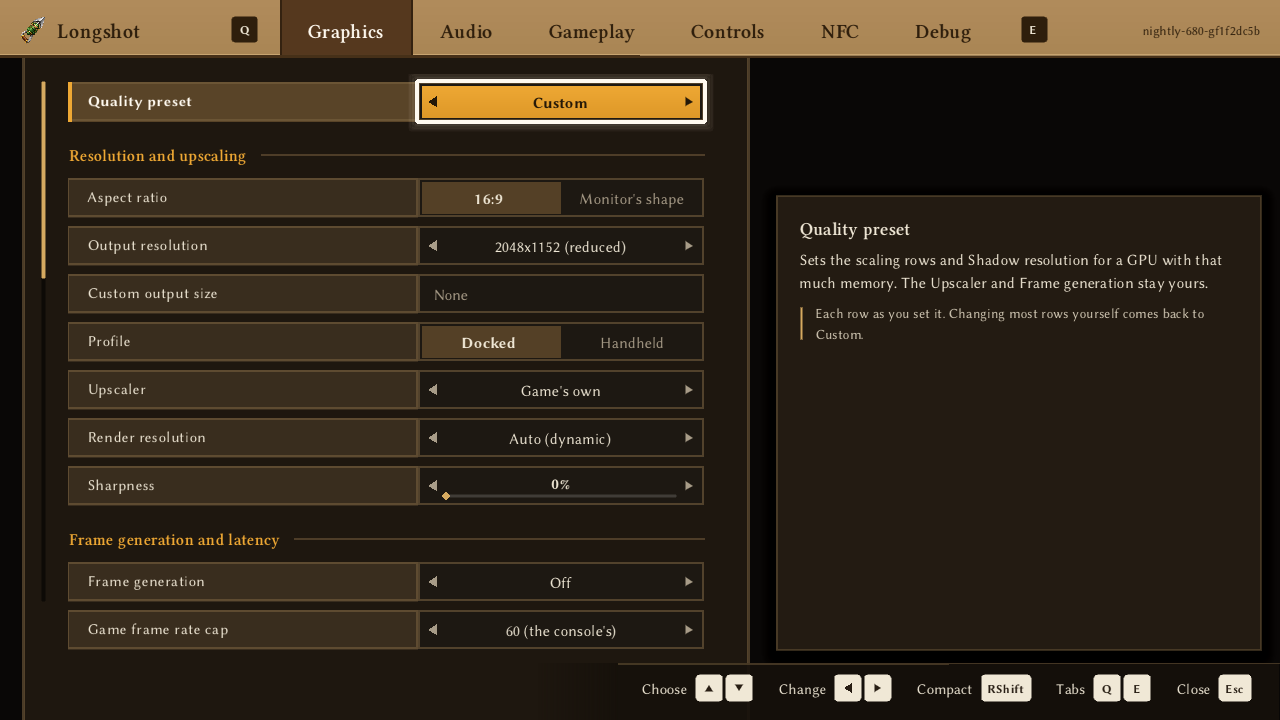 Longshot
Q
Graphics
Audio
Gameplay
Controls
NFC
Debug
E
nightly-680-gf1f2dc5b
Quality preset
Custom
Resolution and upscaling
Aspect ratio
16:9
Monitor's shape
Output resolution
2048x1152 (reduced)
Custom output size
None
Profile
Docked
Handheld
Upscaler
Game's own
Render resolution
Auto (dynamic)
Sharpness
0%
Frame generation and latency
Frame generation
Off
Game frame rate cap
60 (the console's)
Quality preset
Sets the scaling rows and Shadow resolution for a GPU with that
much memory. The Upscaler and Frame generation stay yours.
Each row as you set it. Changing most rows yourself comes back to
Custom.
Choose
Change
Compact
RShift
Tabs
Q
E
Close
Esc